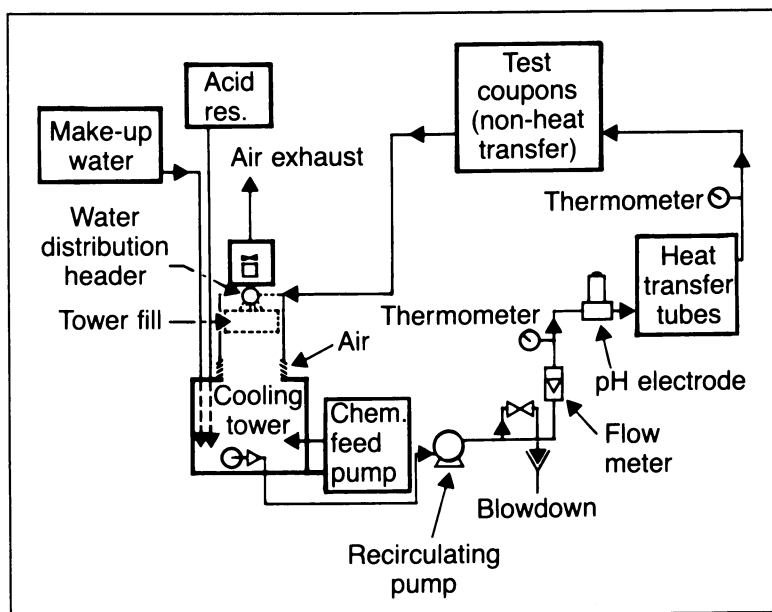 Acid
res.
Make-up
water
Test
coupons
(non-heat
transfer)
Air exhaust
Water
distribution
header
Thermometer
Heat
transfer
tubes
Tower fill
Thermometer
Air
pH electrode
Cooling
tower
Chem.
feed
pump
Flow
meter
Blowdown
Recirculating
pump